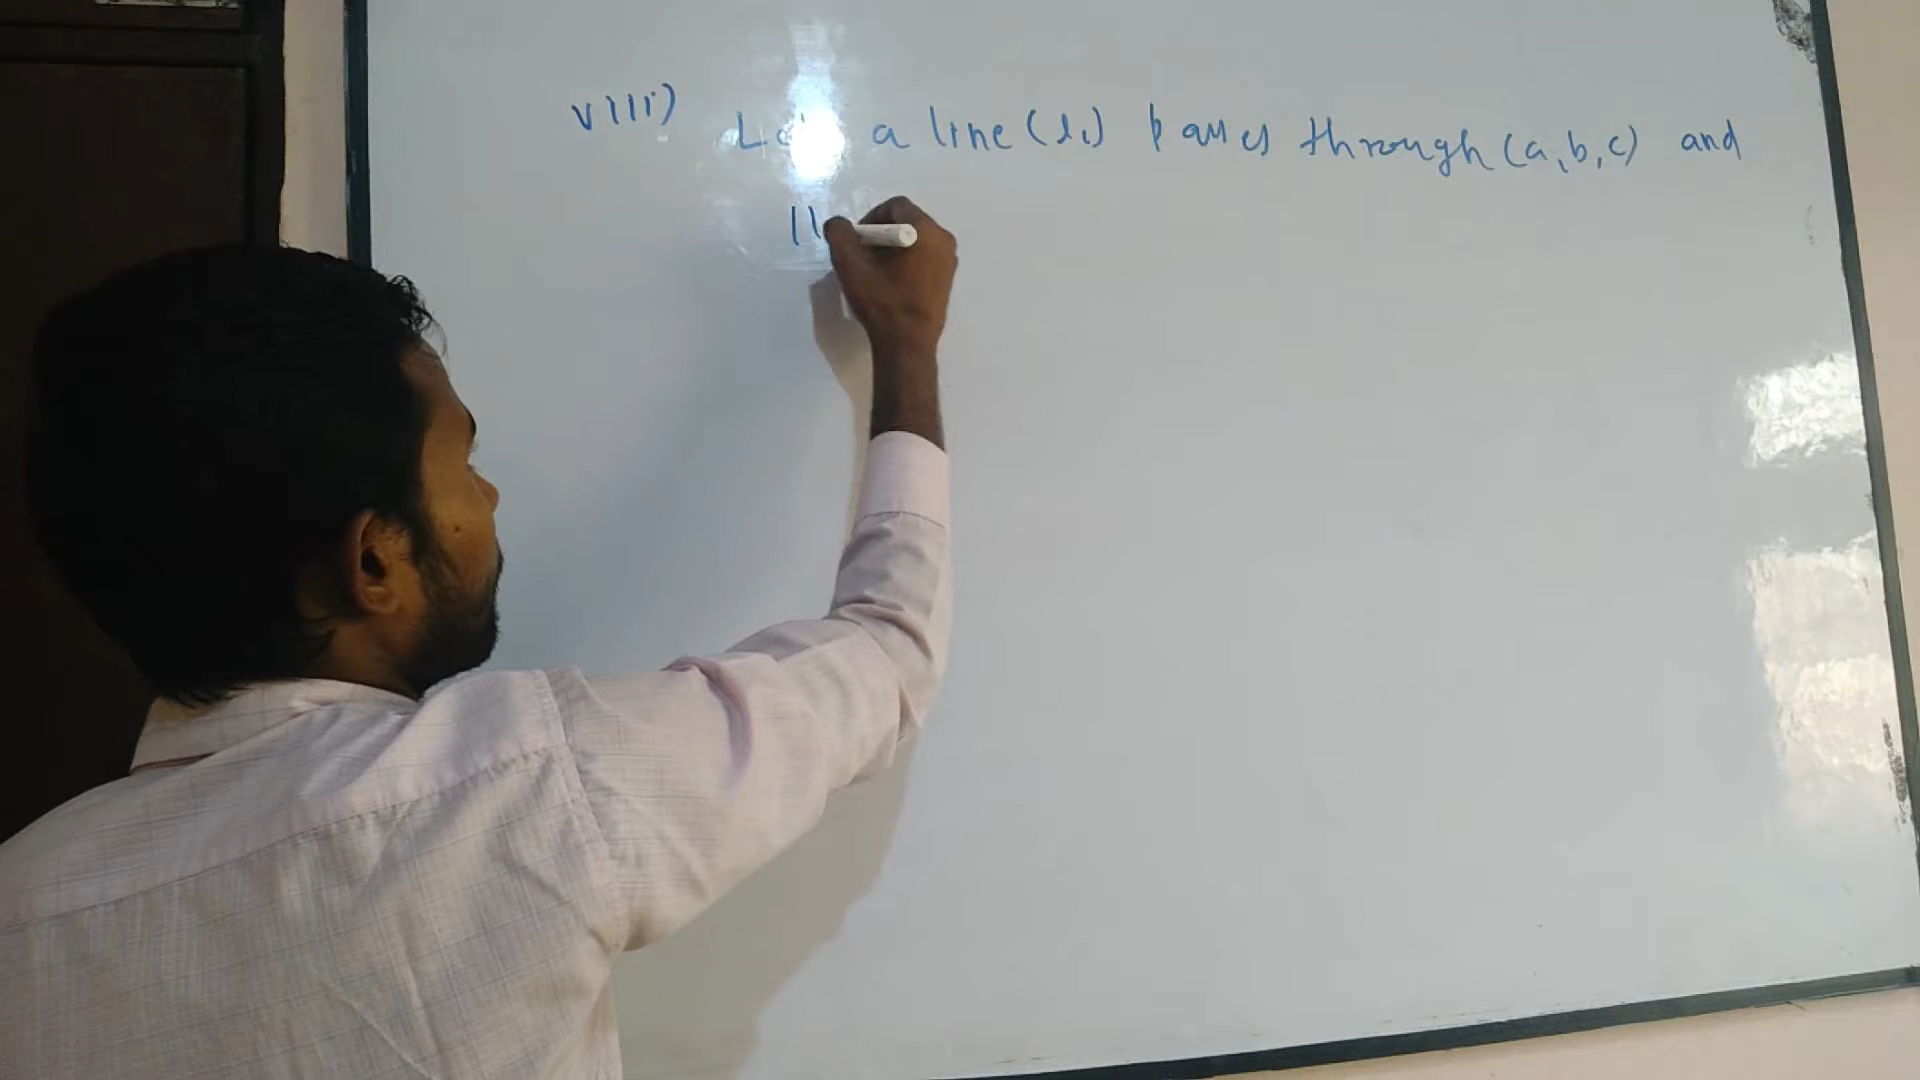 viii) Let a line (l₁) passes through (a, b, c) and
||